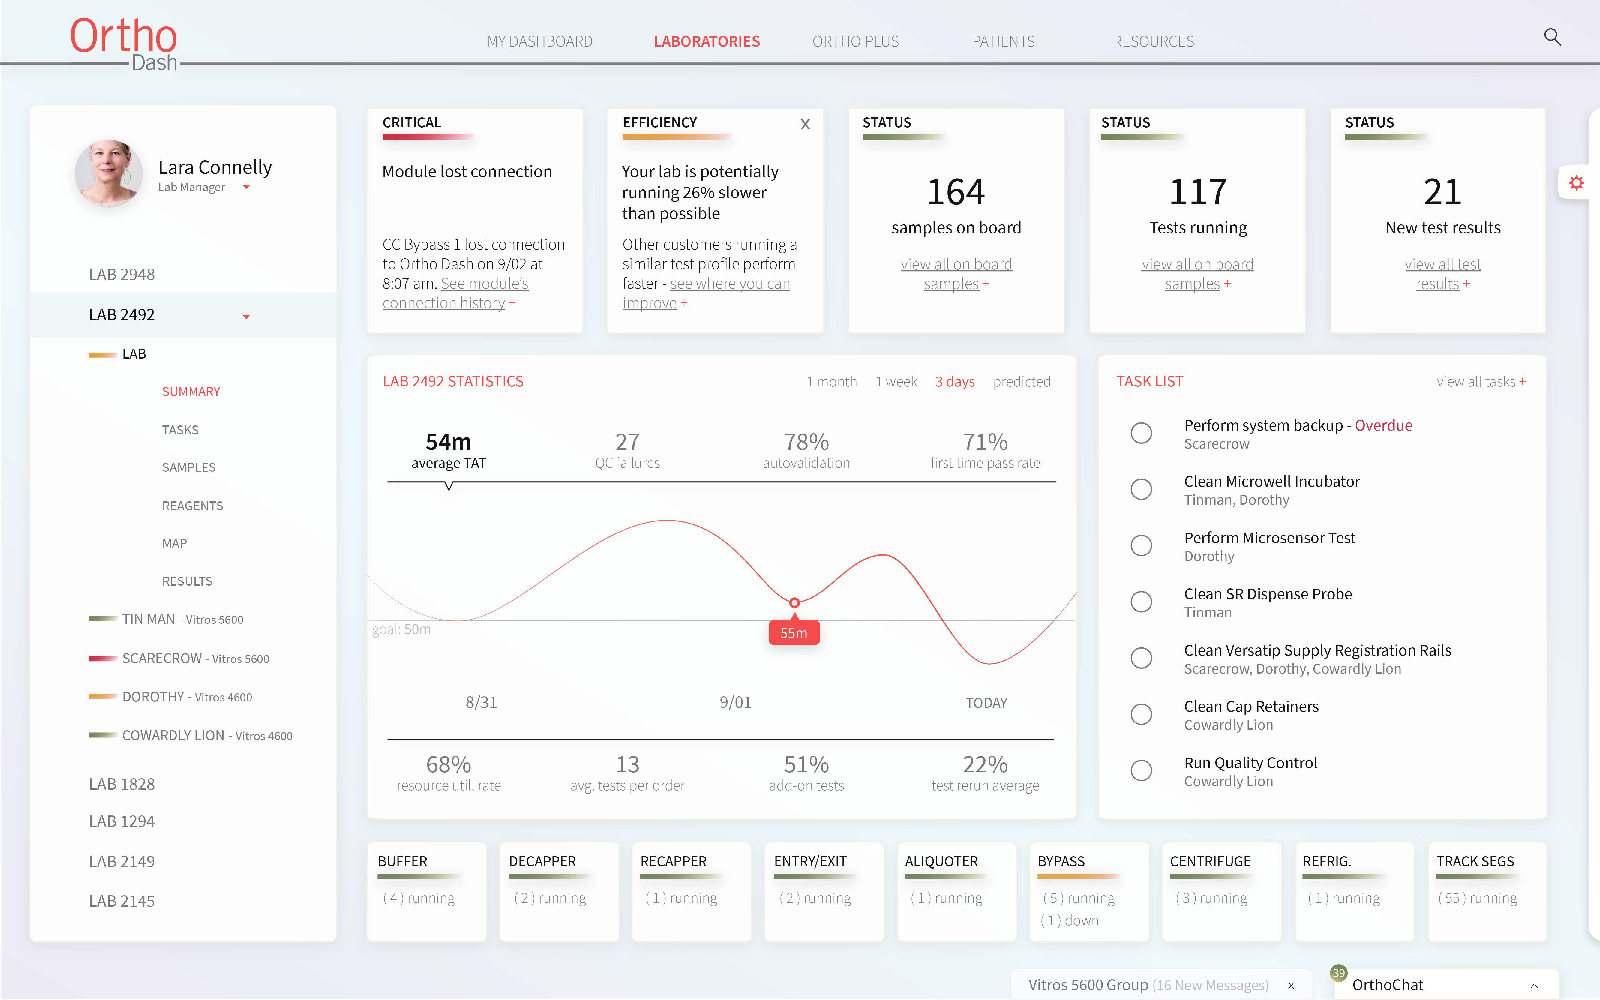 Ortho
Dash
MY DASHBOARD
LABORATORIES
ORTHO PLUS
PATIENTS
RESOURCES
Lara Connelly
Lab Manager
LAB 2948
LAB 2492
LAB
SUMMARY
TASKS
SAMPLES
REAGENTS
MAP
RESULTS
TIN MAN - Vitros 5600
SCARECROW - Vitros 5600
DOROTHY - Vitros 4600
COWARDLY LION - Vitros 4600
LAB 1828
LAB 1294
LAB 2149
LAB 2145
CRITICAL
Module lost connection
CC Bypass 1 lost connection
to Ortho Dash on 9/02 at
8:07 am. See module's
connection history +
EFFICIENCY
X
Your lab is potentially
running 26% slower
than possible
Other customers running a
similar test profile perform
faster - see where you can
improve +
STATUS
164
samples on board
view all on board
samples +
STATUS
117
Tests running
view all on board
samples +
STATUS
21
New test results
view all test
results +
LAB 2492 STATISTICS
1 month
1 week
3 days
predicted
54m
average TAT
27
QC failures
78%
autovalidation
71%
first time pass rate
goal: 50m
55m
8/31
9/01
TODAY
68%
resource util. rate
13
avg. tests per order
51%
add-on tests
22%
test rerun average
TASK LIST
view all tasks +
Perform system backup - Overdue
Scarecrow
Clean Microwell Incubator
Tinman, Dorothy
Perform Microsensor Test
Dorothy
Clean SR Dispense Probe
Tinman
Clean Versatip Supply Registration Rails
Scarecrow, Dorothy, Cowardly Lion
Clean Cap Retainers
Cowardly Lion
Run Quality Control
Cowardly Lion
BUFFER
(4) running
DECAPPER
(2) running
RECAPPER
(1) running
ENTRY/EXIT
(2) running
ALIQUOTER
(1) running
BYPASS
(5) running
(1) down
CENTRIFUGE
(3) running
REFRIG.
(1) running
TRACK SEGS
(55) running
Vitros 5600 Group (16 New Messages) x
39
OrthoChat